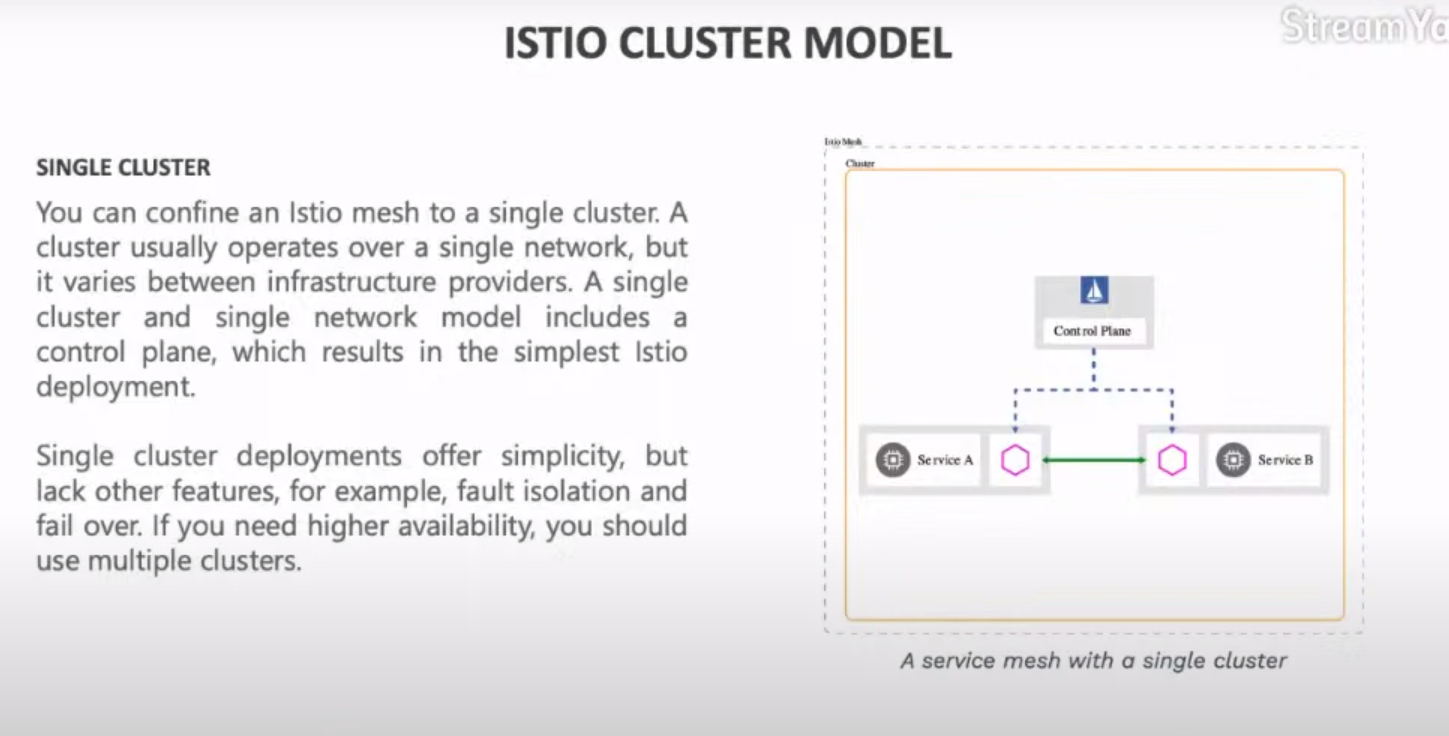 ISTIO CLUSTER MODEL
StreamYa
SINGLE CLUSTER
You can confine an Istio mesh to a single cluster. A
cluster usually operates over a single network, but
it varies between infrastructure providers. A single
cluster and single network model includes a
control plane, which results in the simplest Istio
deployment.
Single cluster deployments offer simplicity, but
lack other features, for example, fault isolation and
fail over. If you need higher availability, you should
use multiple clusters.
Istio Mesh
Cluster
Control Plane
Service A
Service B
A service mesh with a single cluster